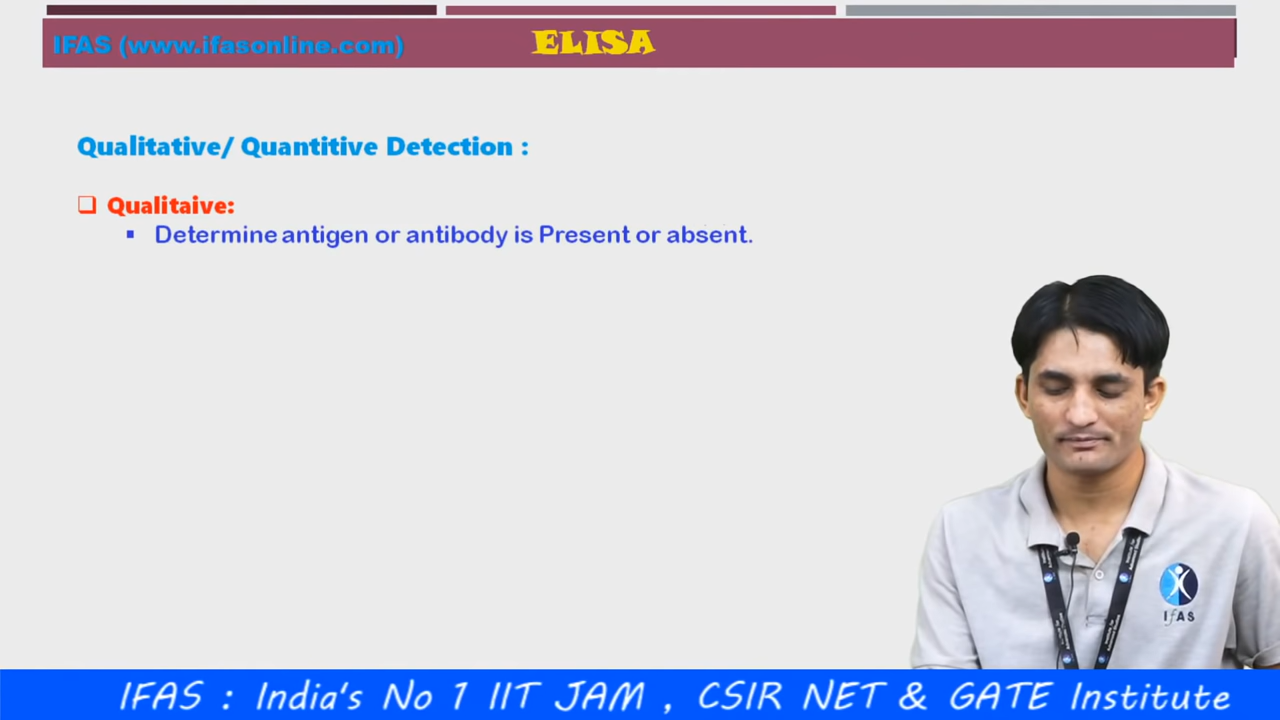 IFAS (www.ifasonline.com)
ELISA
Qualitative/ Quantitive Detection :
Qualitaive:
Determine antigen or antibody is Present or absent.
IfAS
IFAS : India's No 1 IIT JAM , CSIR NET & GATE Institute